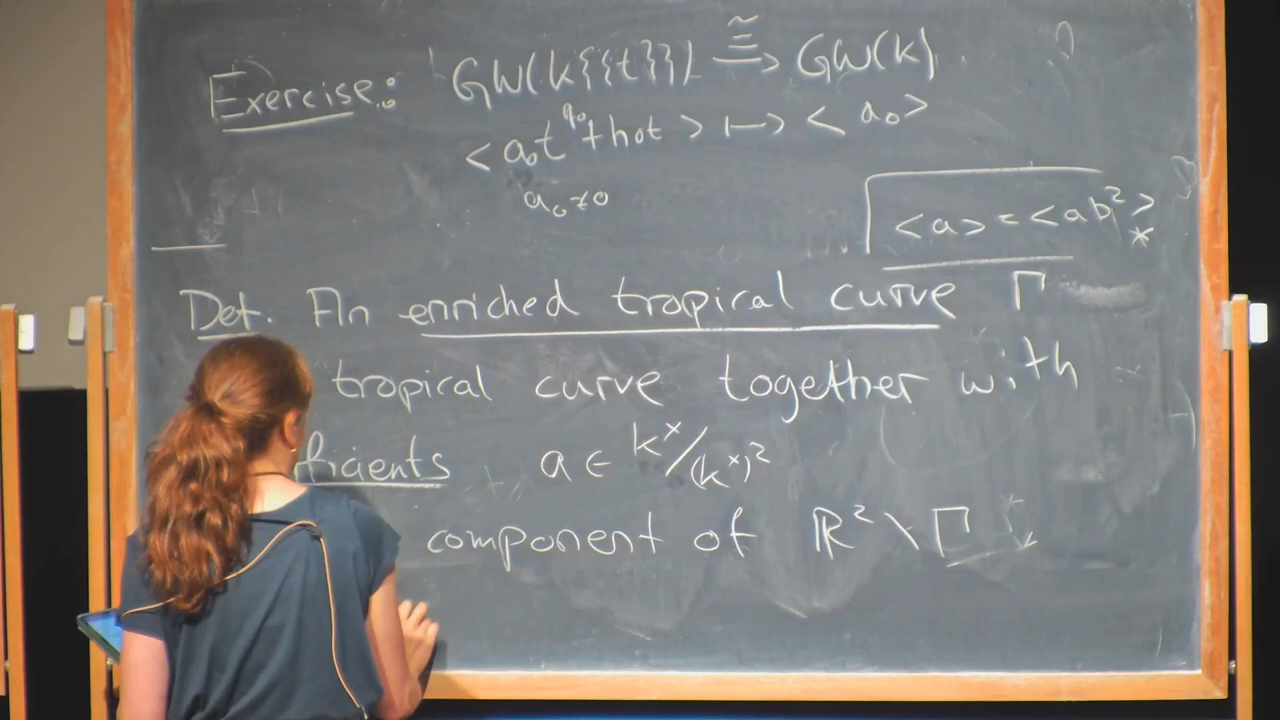 Exercise: GW(k{{t}}) ≅→ GW(k).
<a₀t^{q₀} + hot> ↦ <a₀>
a₀≠0
<a> = <ab²>
Def. An enriched tropical curve Γ
tropical curve together with
ficients a ∈ k^×/(k^×)²
component of ℝ² \ Γ